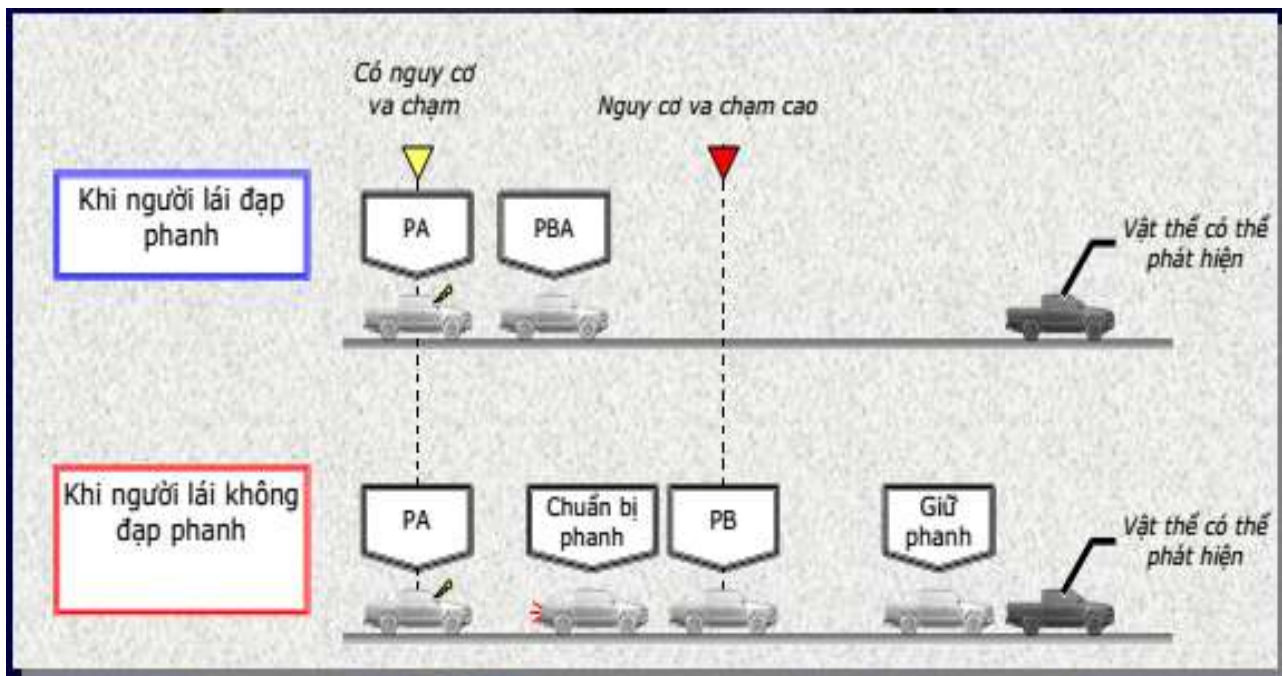 Có nguy cơ
va chạm
Nguy cơ va chạm cao
Khi người lái đạp
phanh
PA
PBA
Vật thể có thể
phát hiện
Khi người lái không
đạp phanh
PA
Chuẩn bị
phanh
PB
Giữ
phanh
Vật thể có thể
phát hiện